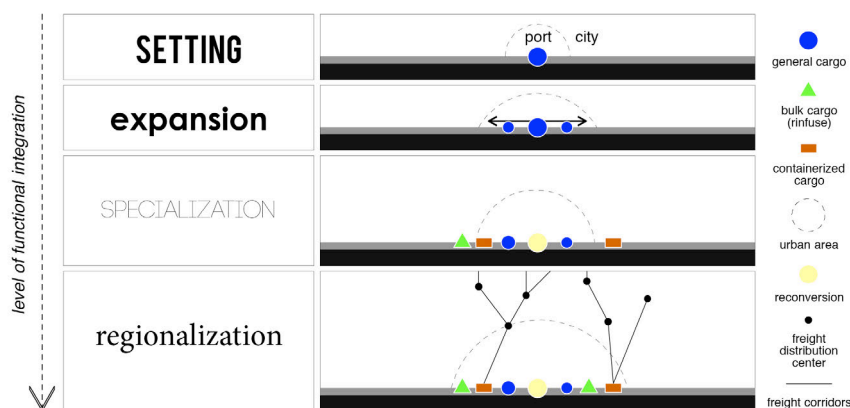 level of functional integration
SETTING
port city
expansion
SPECIALIZATION
regionalization
general cargo
bulk cargo
(rinfuse)
containerized
cargo
urban area
reconversion
freight
distribution
center
freight corridors